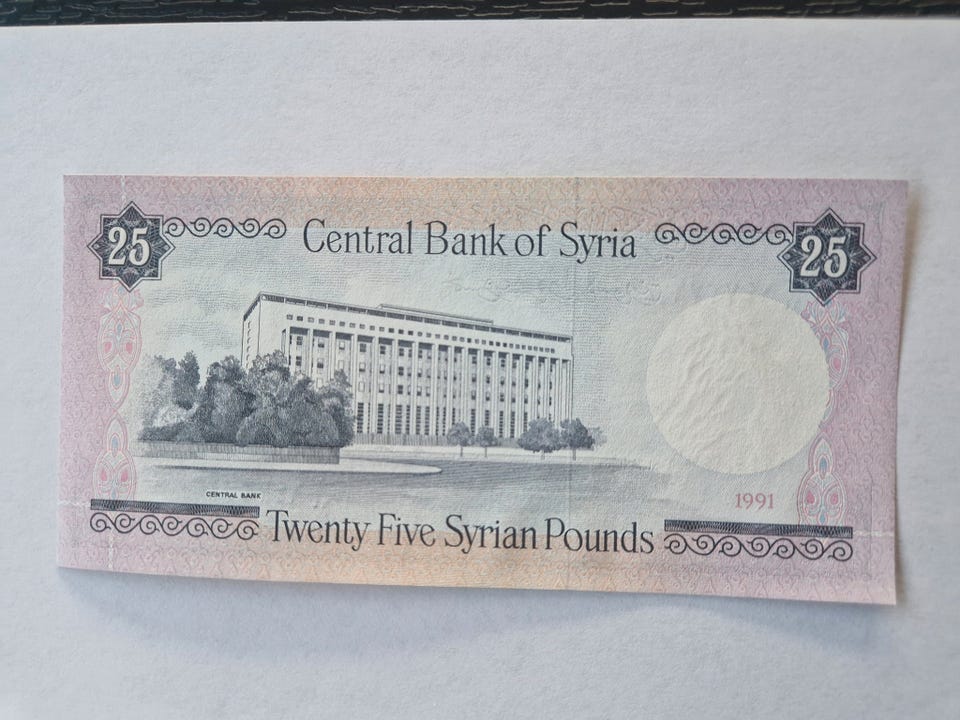 25 Central Bank of Syria 25
1991
CENTRAL BANK
Twenty Five Syrian Pounds